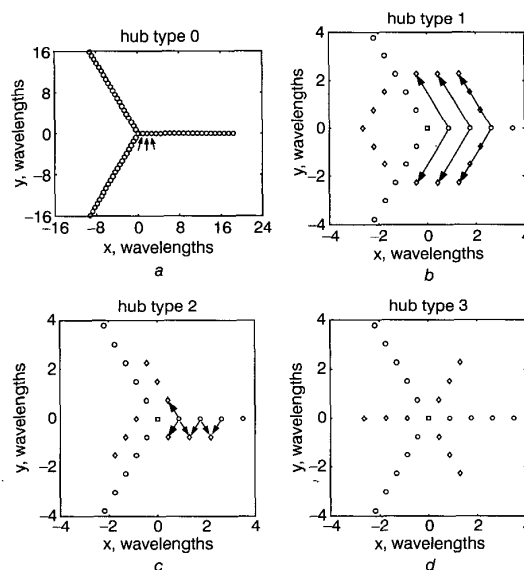 hub type 0
16
8
0
−8
−16
−16 −8 0 8 16 24
y, wavelengths
x, wavelengths
a
hub type 1
4
2
0
−2
−4
−2 0 2 4
y, wavelengths
x, wavelengths
b
hub type 2
4
2
0
−2
−4
−4 −2 0 2 4
y, wavelengths
x, wavelengths
c
hub type 3
4
2
0
−2
−4
−2 0 2 4
y, wavelengths
x, wavelengths
d